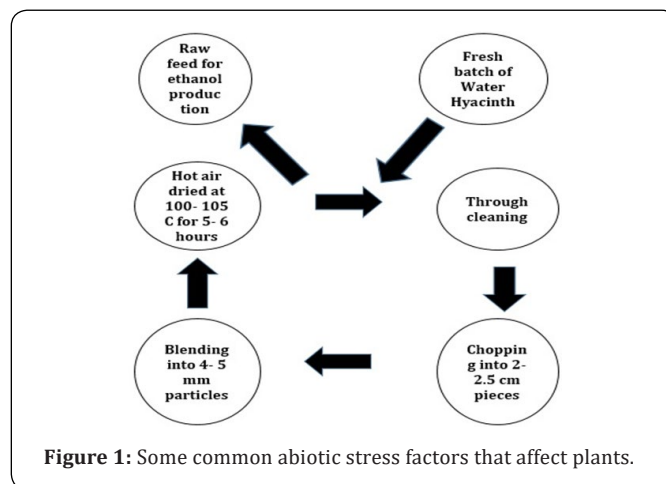 Raw
feed for
ethanol
produc
tion
Fresh
batch of
Water
Hyacinth
Hot air
dried at
100- 105
C for 5- 6
hours
Through
cleaning
Blending
into 4- 5
mm
particles
Choppin
g into 2-
2.5 cm
pieces
Figure 1: Some common abiotic stress factors that affect plants.